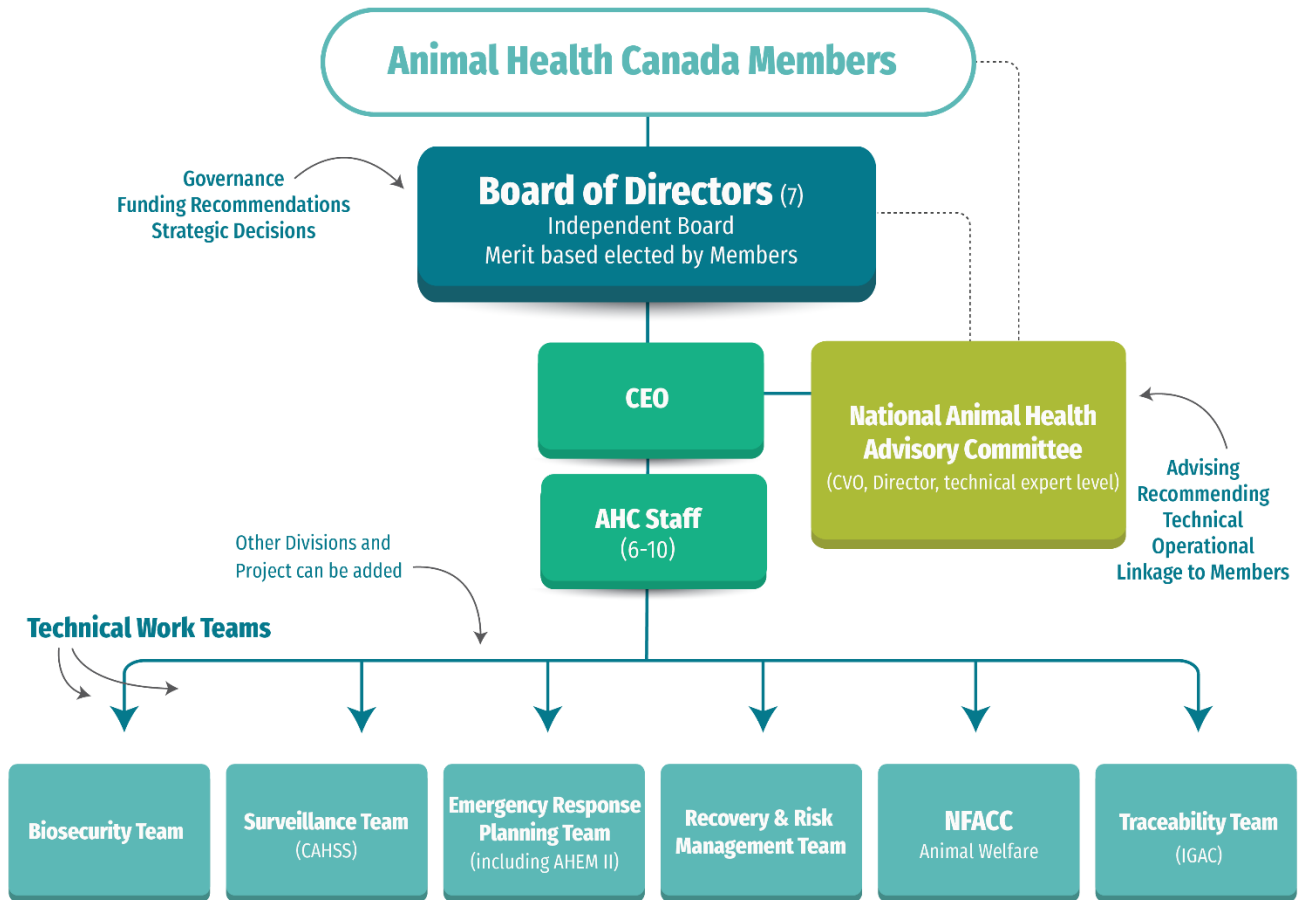 Animal Health Canada Members
Governance
Funding Recommendations
Strategic Decisions
Board of Directors (7)
Independent Board
Merit based elected by Members
CEO
National Animal Health
Advisory Committee
(CVO, Director, technical expert level)
Advising
Recommending
Technical
Operational
Linkage to Members
AHC Staff
(6-10)
Other Divisions and
Project can be added
Technical Work Teams
Biosecurity Team
Surveillance Team
(CAHSS)
Emergency Response
Planning Team
(including AHEM II)
Recovery & Risk
Management Team
NFACC
Animal Welfare
Traceability Team
(IGAC)